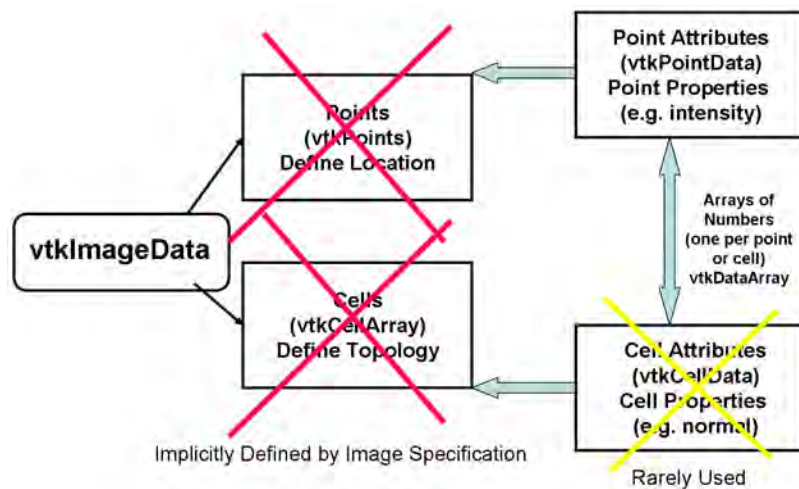 Point Attributes
(vtkPointData)
Point Properties
(e.g. intensity)
Points
(vtkPoints)
Define Location
vtkImageData
Arrays of
Numbers
(one per point
or cell)
vtkDataArray
Cells
(vtkCellArray)
Define Topology
Cell Attributes
(vtkCellData)
Cell Properties
(e.g. normal)
Implicitly Defined by Image Specification
Rarely Used